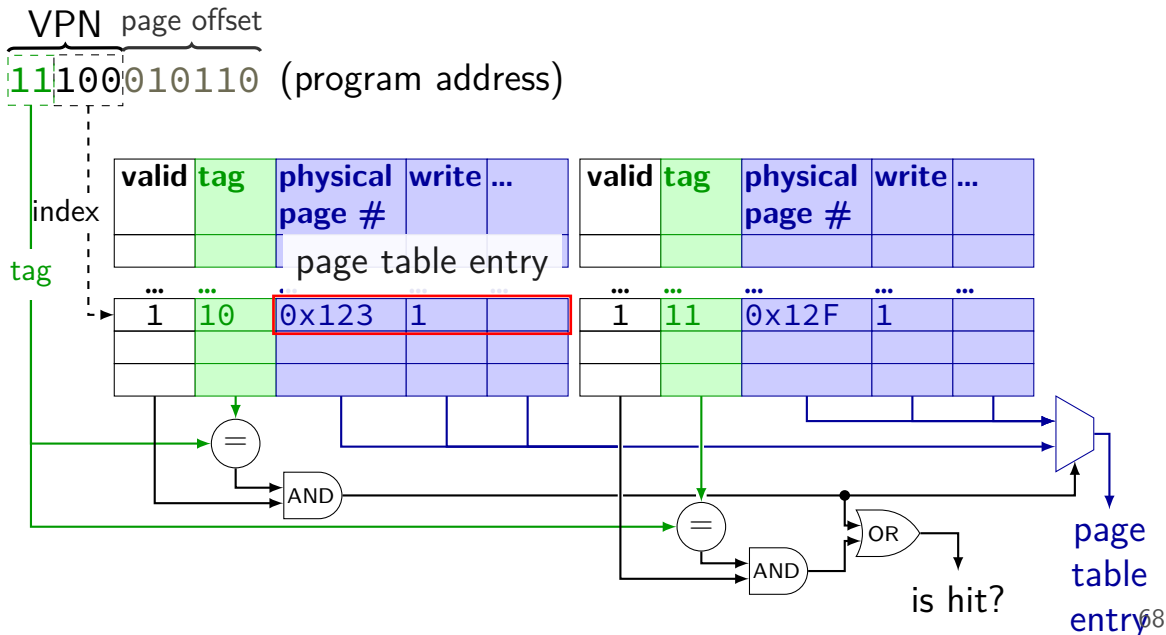 VPN page offset
11100010110 (program address)
valid tag physical page # write ... valid tag physical page # write ...
index
tag
page table entry
... ... ... ... ... ... ... ... ...
1 10 0x123 1 1 11 0x12F 1
=
AND
=
OR
AND
is hit?
page
table
entry
68